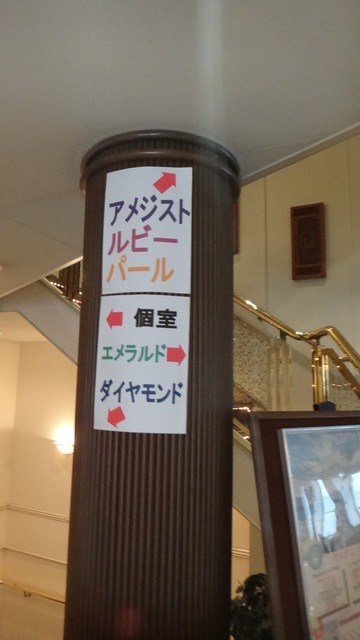 アメジスト
ルビー
パール
個室
エメラルド
ダイヤモンド